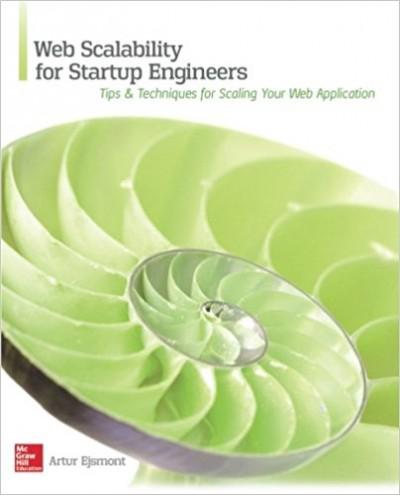 Web Scalability
for Startup Engineers
Tips & Techniques for Scaling Your Web Application
Mc
Graw
Hill
Education
Artur Ejsmont